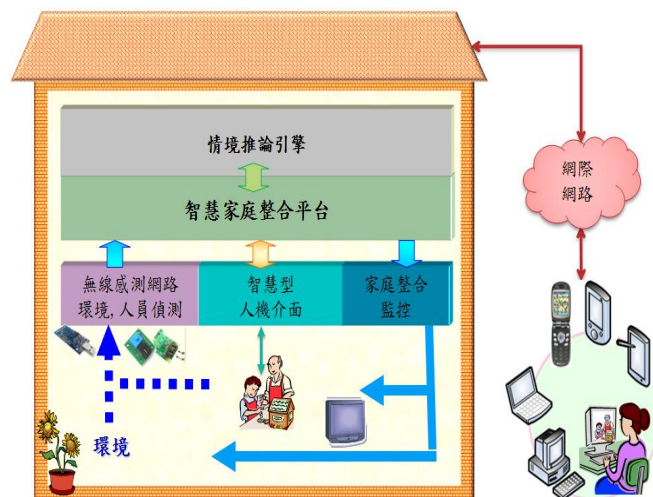 情境推論引擎
智慧家庭整合平台
無線感測網路
環境,人員偵測
智慧型
人機介面
家庭整合
監控
環境
網際
網路